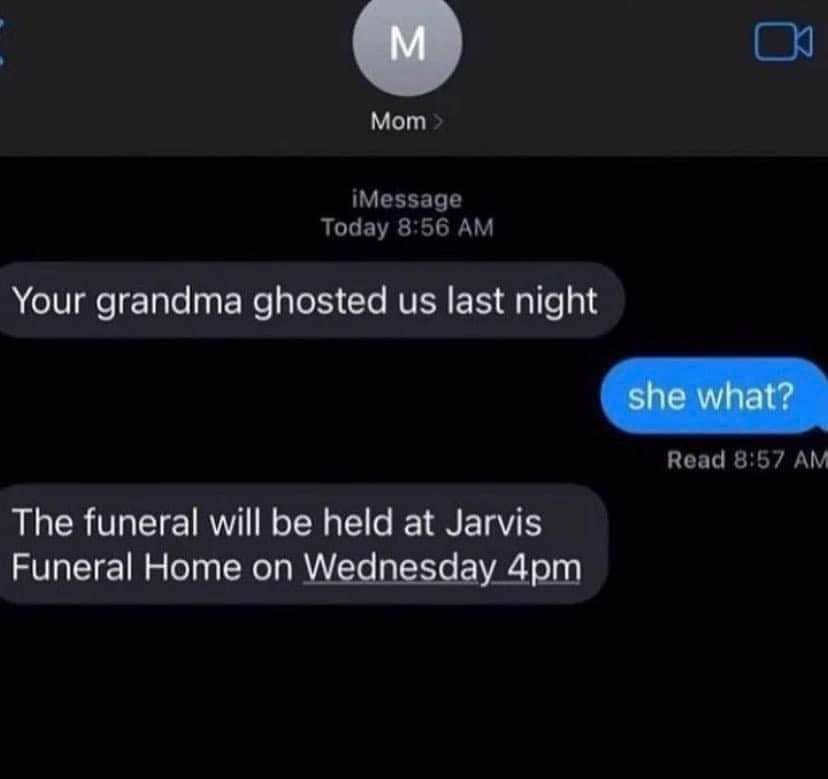 M
Mom >
iMessage
Today 8:56 AM
Your grandma ghosted us last night
she what?
Read 8:57 AM
The funeral will be held at Jarvis
Funeral Home on Wednesday 4pm